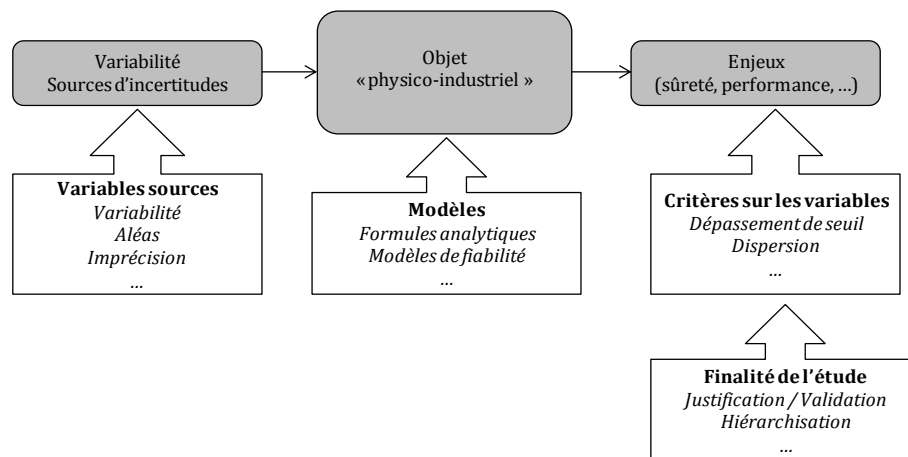 Variabilité
Sources d'incertitudes
Objet
« physico-industriel »
Enjeux
(sûreté, performance, …)
Variables sources
Variabilité
Aléas
Imprécision
…
Modèles
Formules analytiques
Modèles de fiabilité
…
Critères sur les variables
Dépassement de seuil
Dispersion
…
Finalité de l'étude
Justification / Validation
Hiérarchisation
…